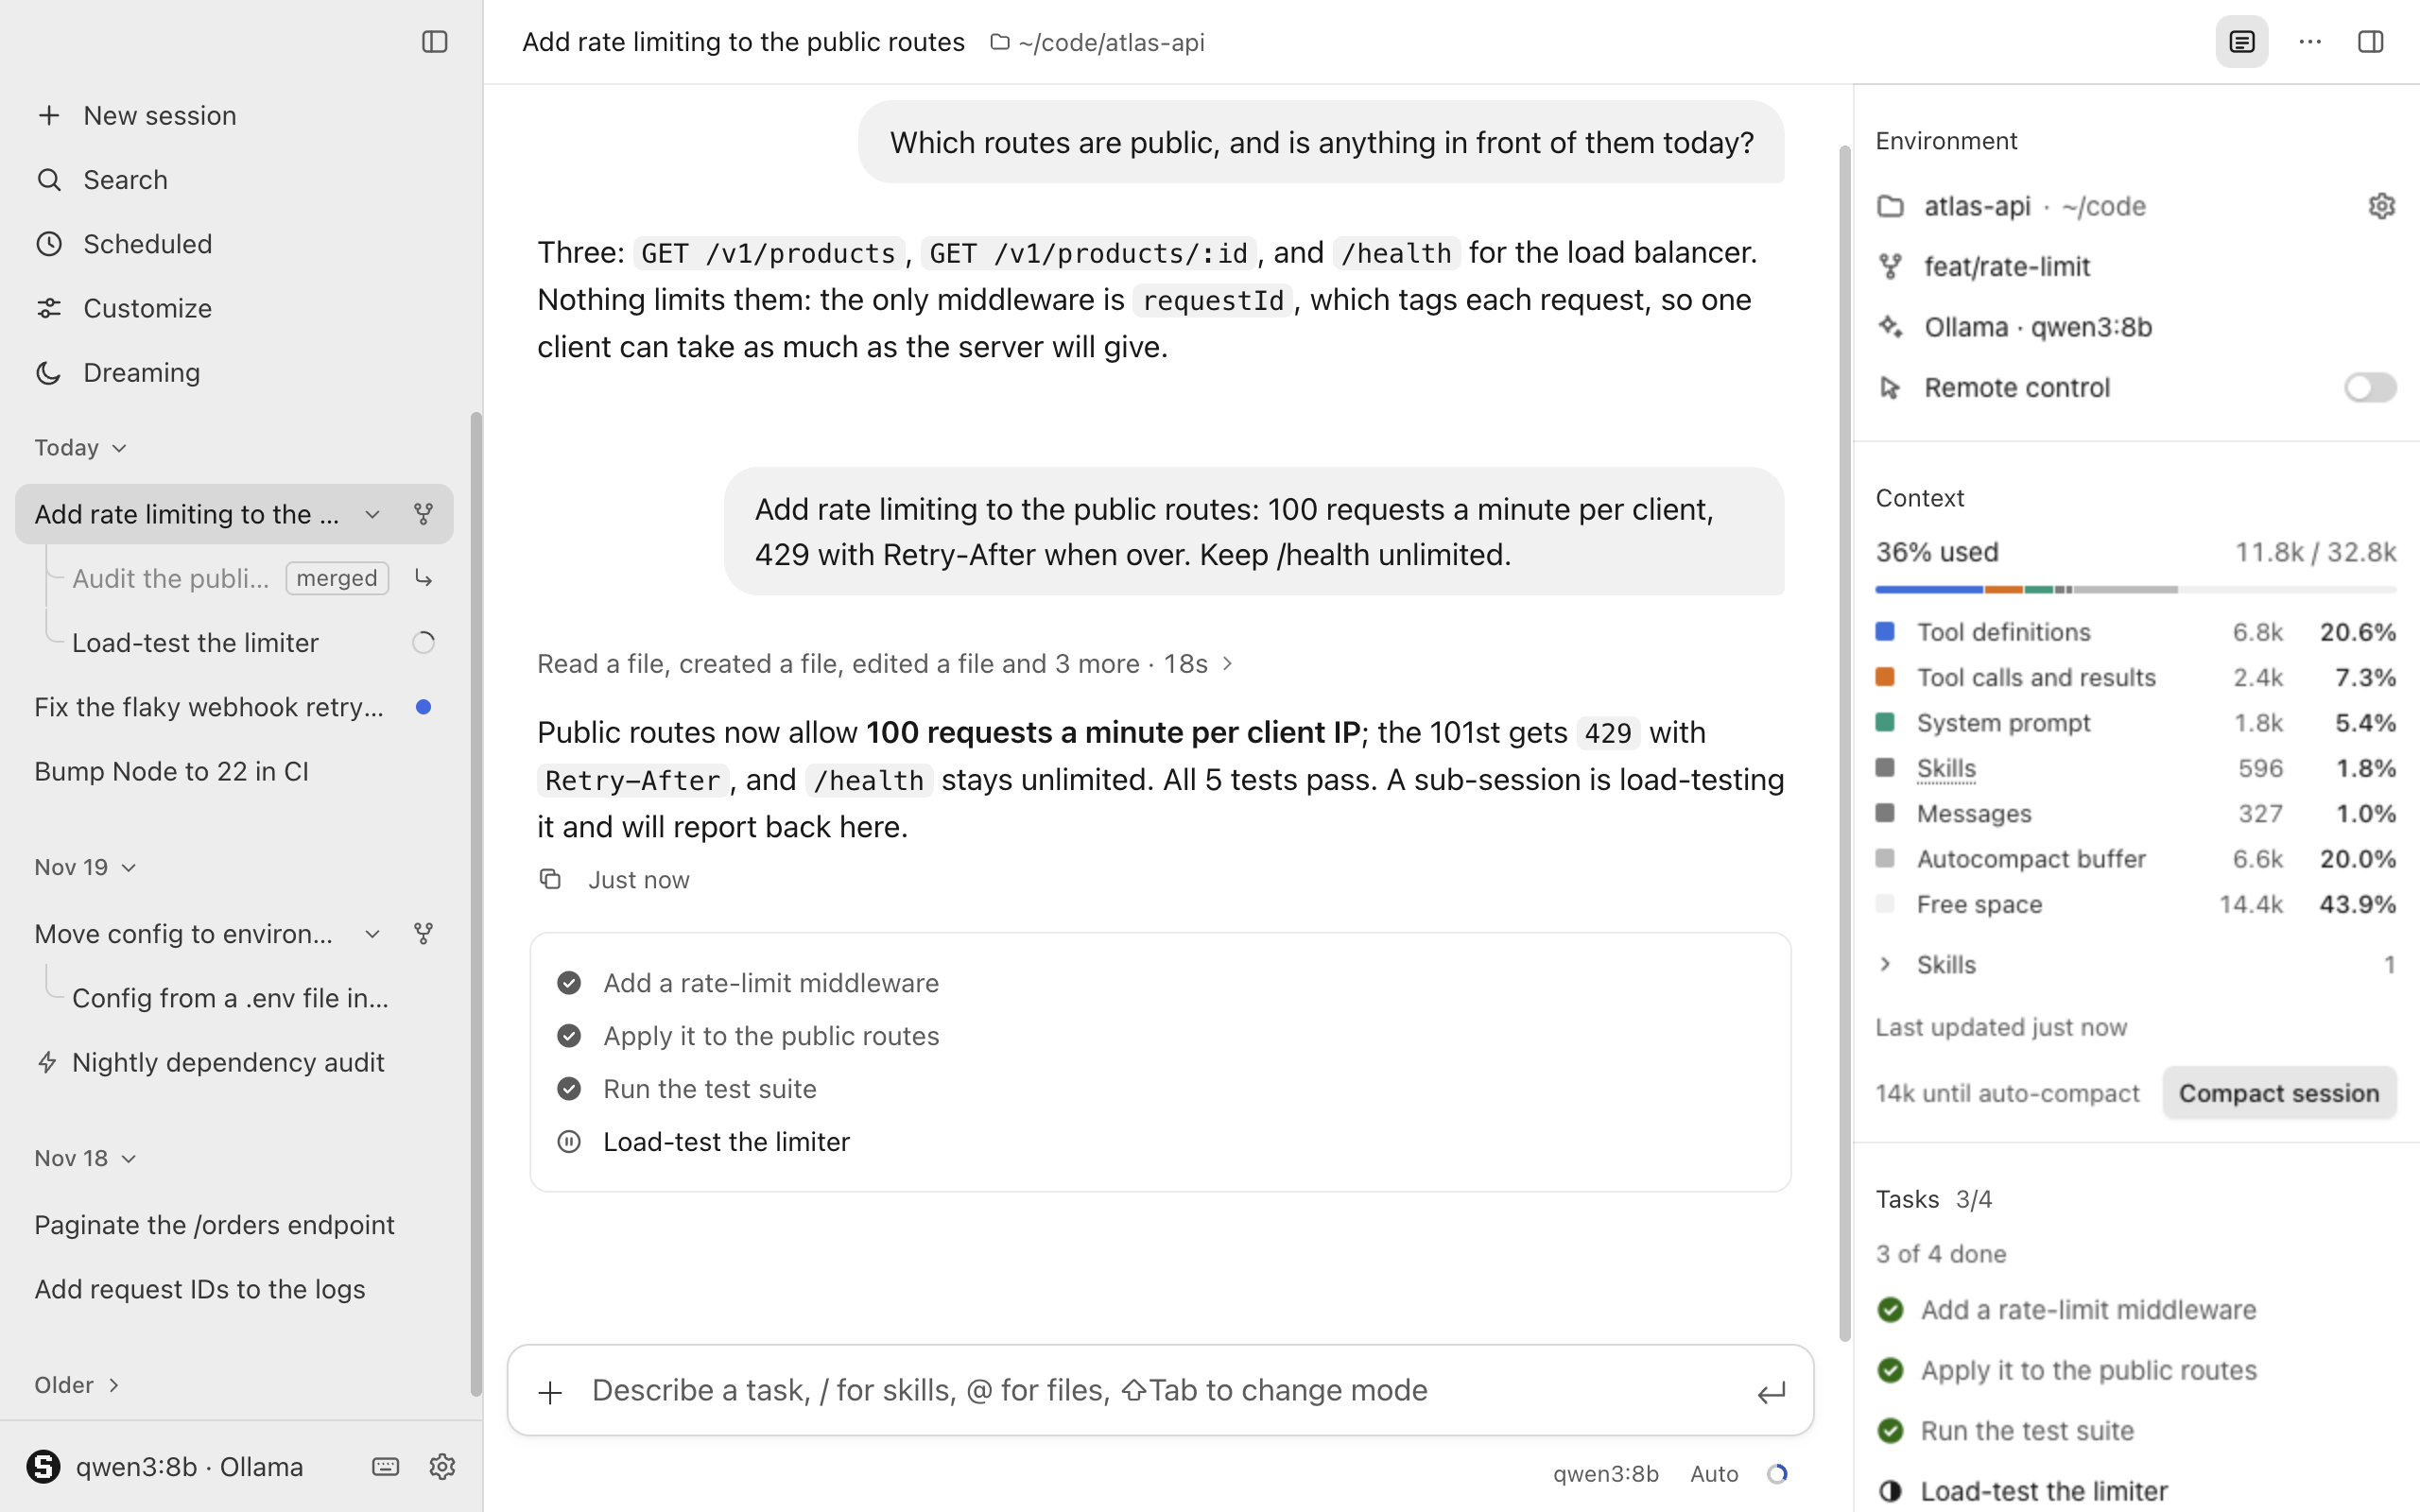 New session
Search
Scheduled
Customize
Dreaming
Today
Add rate limiting to the ...
Audit the publi... merged
Load-test the limiter
Fix the flaky webhook retry...
Bump Node to 22 in CI
Nov 19
Move config to environ...
Config from a .env file in...
Nightly dependency audit
Nov 18
Paginate the /orders endpoint
Add request IDs to the logs
Older
qwen3:8b · Ollama
Add rate limiting to the public routes ~/code/atlas-api
Which routes are public, and is anything in front of them today?
Three: GET /v1/products, GET /v1/products/:id, and /health for the load balancer.
Nothing limits them: the only middleware is requestId, which tags each request, so one
client can take as much as the server will give.
Add rate limiting to the public routes: 100 requests a minute per client,
429 with Retry-After when over. Keep /health unlimited.
Read a file, created a file, edited a file and 3 more · 18s
Public routes now allow 100 requests a minute per client IP; the 101st gets 429 with
Retry-After, and /health stays unlimited. All 5 tests pass. A sub-session is load-testing
it and will report back here.
Just now
Add a rate-limit middleware
Apply it to the public routes
Run the test suite
Load-test the limiter
Describe a task, / for skills, @ for files, ⇧Tab to change mode
qwen3:8b Auto
Environment
atlas-api · ~/code
feat/rate-limit
Ollama · qwen3:8b
Remote control
Context
36% used 11.8k / 32.8k
Tool definitions 6.8k 20.6%
Tool calls and results 2.4k 7.3%
System prompt 1.8k 5.4%
Skills 596 1.8%
Messages 327 1.0%
Autocompact buffer 6.6k 20.0%
Free space 14.4k 43.9%
Skills 1
Last updated just now
14k until auto-compact Compact session
Tasks 3/4
3 of 4 done
Add a rate-limit middleware
Apply it to the public routes
Run the test suite
Load-test the limiter